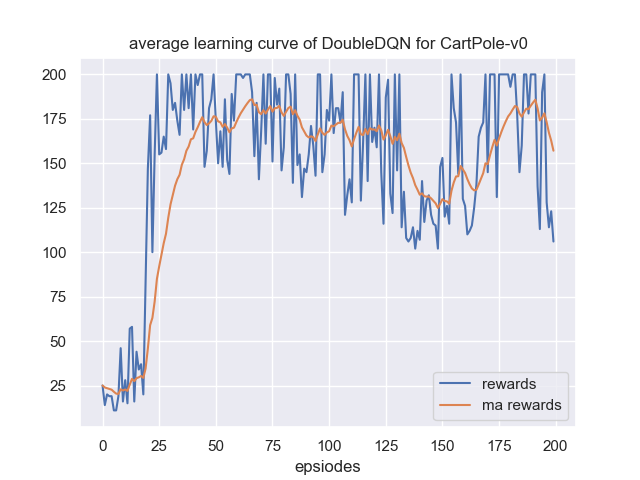 average learning curve of DoubleDQN for CartPole-v0
200
175
150
125
100
75
50
25
0 25 50 75 100 125 150 175 200
epsiodes
rewards
ma rewards